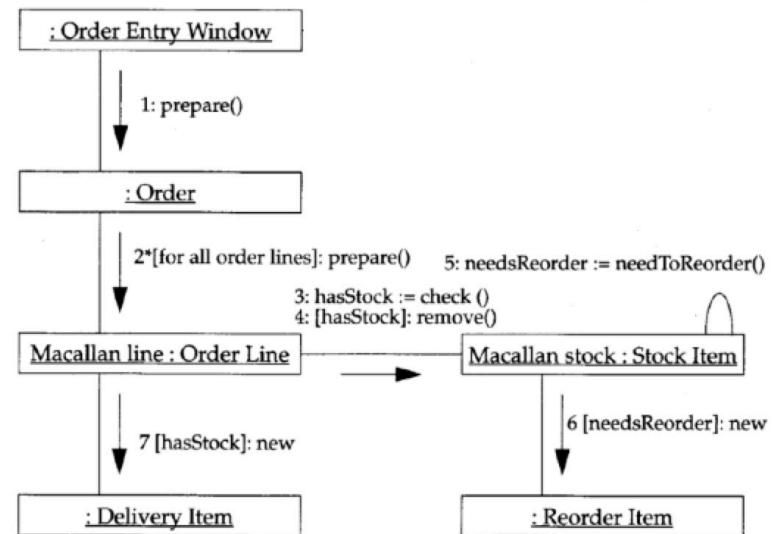 : Order Entry Window
1: prepare()
: Order
2*[for all order lines]: prepare()
5: needsReorder := needToReorder()
3: hasStock := check ()
4: [hasStock]: remove()
Macallan line : Order Line
Macallan stock : Stock Item
7 [hasStock]: new
6 [needsReorder]: new
: Delivery Item
: Reorder Item